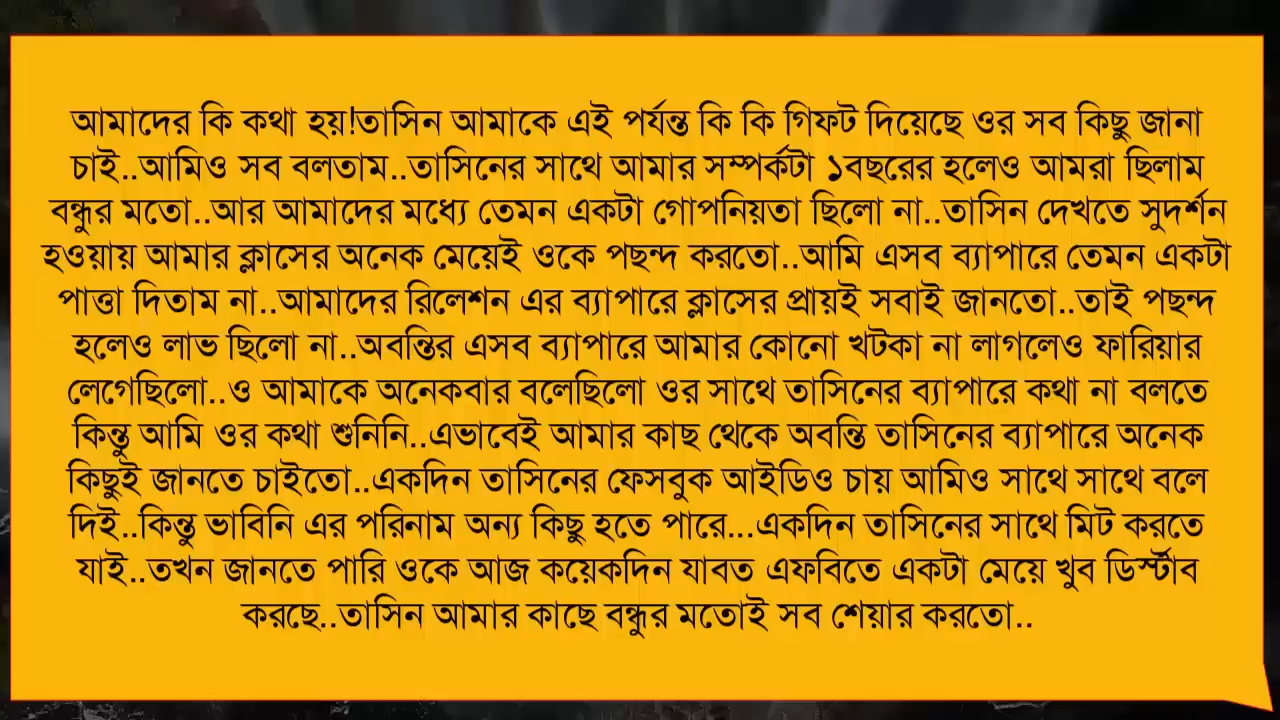 আমাদের কি কথা হয়!তাসিন আমাকে এই পর্যন্ত কি কি গিফট দিয়েছে ওর সব কিছু জানা
চাই..আমিও সব বলতাম..তাসিনের সাথে আমার সম্পর্কটা ১বছরের হলেও আমরা ছিলাম
বন্ধুর মতো..আর আমাদের মধ্যে তেমন একটা গোপনিয়তা ছিলো না..তাসিন দেখতে সুদর্শন
হওয়ায় আমার ক্লাসের অনেক মেয়েই ওকে পছন্দ করতো..আমি এসব ব্যাপারে তেমন একটা
পাত্তা দিতাম না..আমাদের রিলেশন এর ব্যাপারে ক্লাসের প্রায়ই সবাই জানতো..তাই পছন্দ
হলেও লাভ ছিলো না..অবন্তির এসব ব্যাপারে আমার কোনো খটকা না লাগলেও ফারিয়ার
লেগেছিলো..ও আমাকে অনেকবার বলেছিলো ওর সাথে তাসিনের ব্যাপারে কথা না বলতে
কিন্তু আমি ওর কথা শুনিনি..এভাবেই আমার কাছ থেকে অবন্তি তাসিনের ব্যাপারে অনেক
কিছুই জানতে চাইতো..একদিন তাসিনের ফেসবুক আইডিও চায় আমিও সাথে সাথে বলে
দিই..কিন্তু ভাবিনি এর পরিনাম অন্য কিছু হতে পারে...একদিন তাসিনের সাথে মিট করতে
যাই..তখন জানতে পারি ওকে আজ কয়েকদিন যাবত এফবিতে একটা মেয়ে খুব ডির্স্টাব
করছে..তাসিন আমার কাছে বন্ধুর মতোই সব শেয়ার করতো..